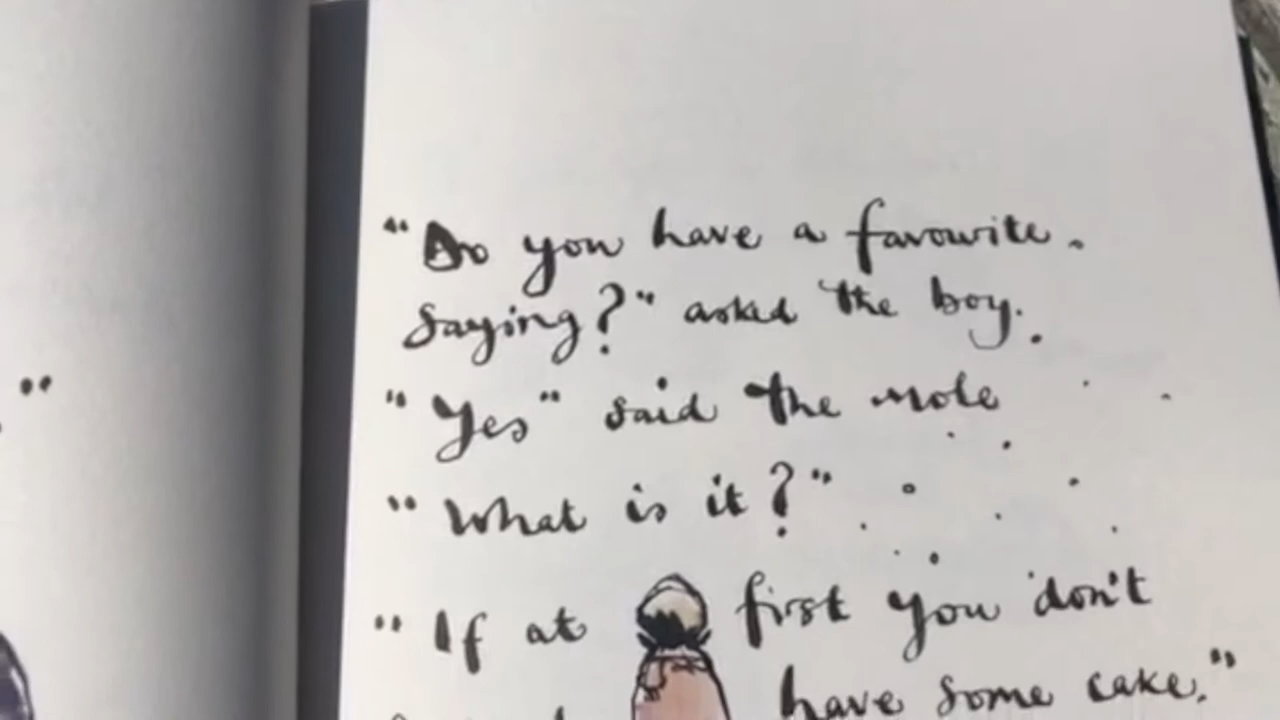 "Do you have a favourite
saying?" asked the boy.
"Yes" said the mole
"What is it?"
"If at first you don't
have some cake."